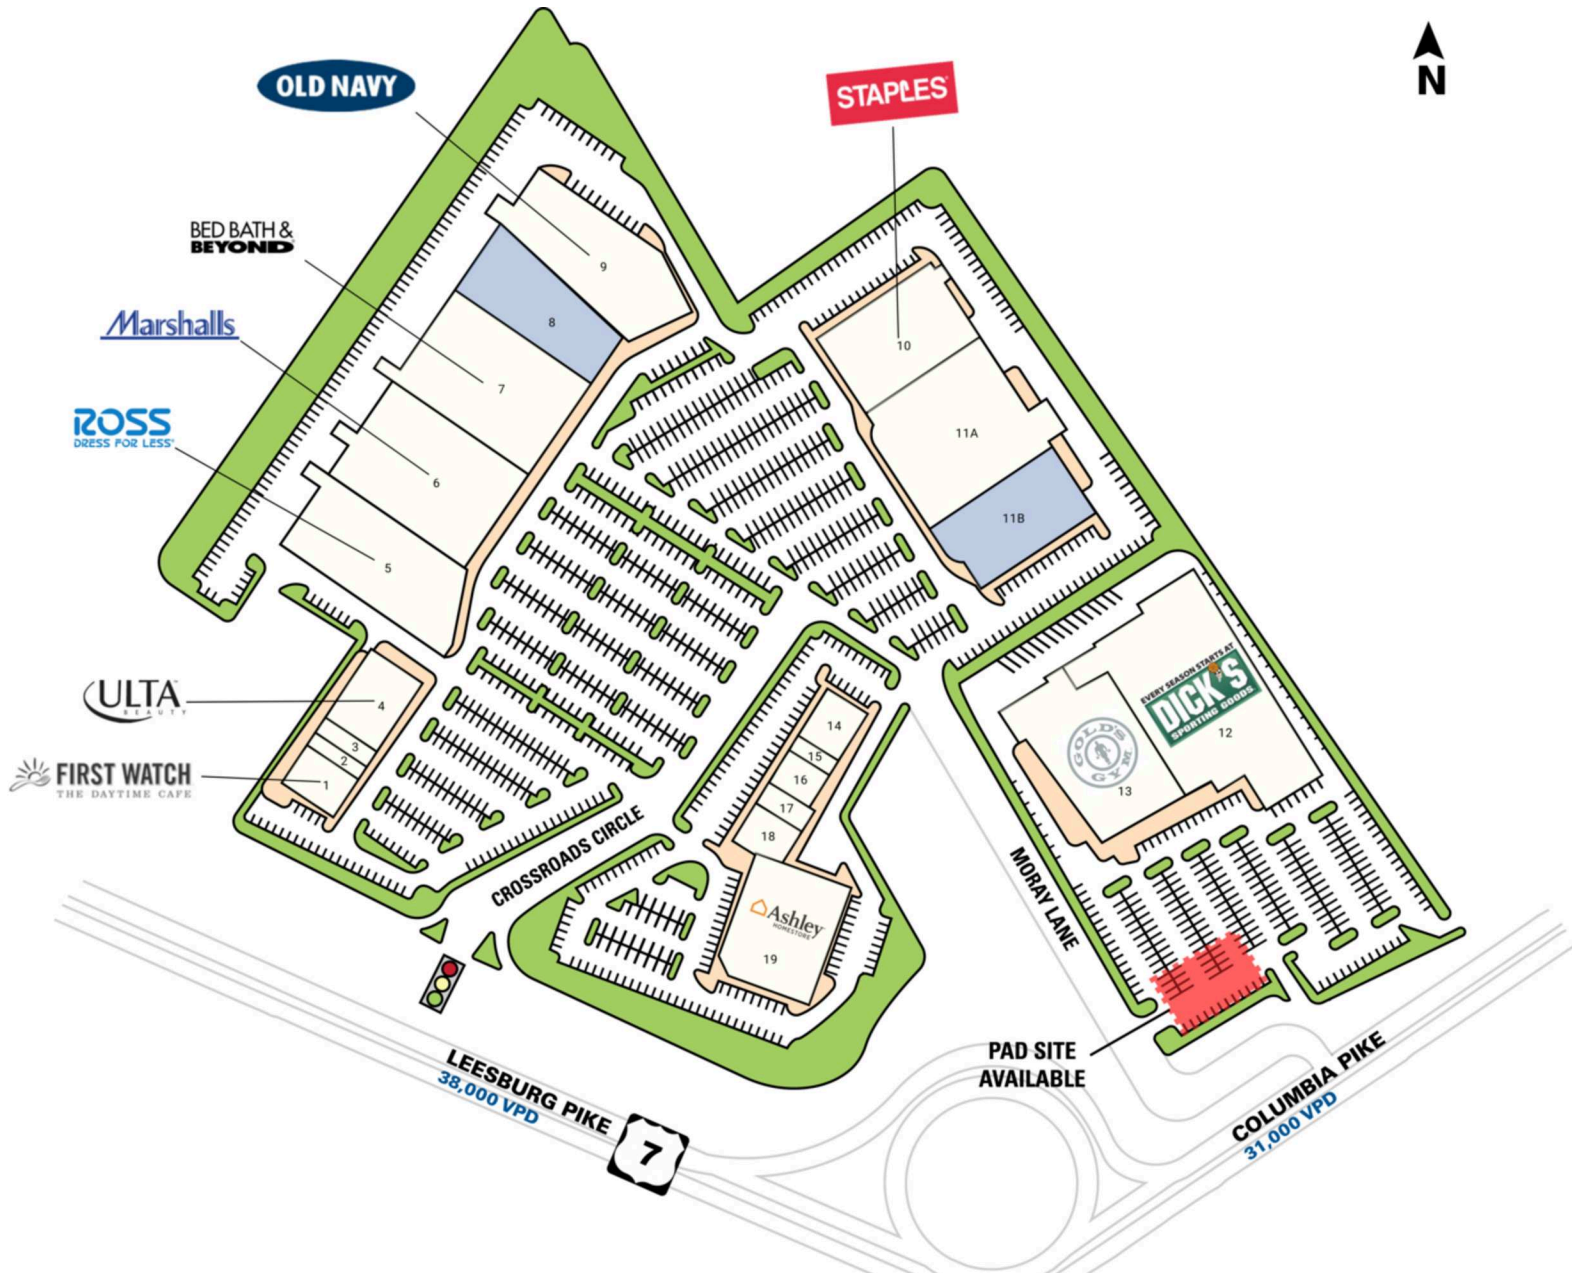 N
OLD NAVY
STAPLES
BED BATH &
BEYOND
Marshalls
ROSS
DRESS FOR LESS
ULTA
BEAUTY
FIRST WATCH
THE DAYTIME CAFE
9
8
7
6
5
4
3
2
1
10
11A
11B
EVERY SEASON STARTS AT
DICK'S
SPORTING GOODS
12
GOLD'S
GYM
13
14
15
16
17
18
Ashley
HOMESTORE
19
CROSSROADS CIRCLE
MORAY LANE
PAD SITE
AVAILABLE
LEESBURG PIKE
38,000 VPD
7
COLUMBIA PIKE
31,000 VPD